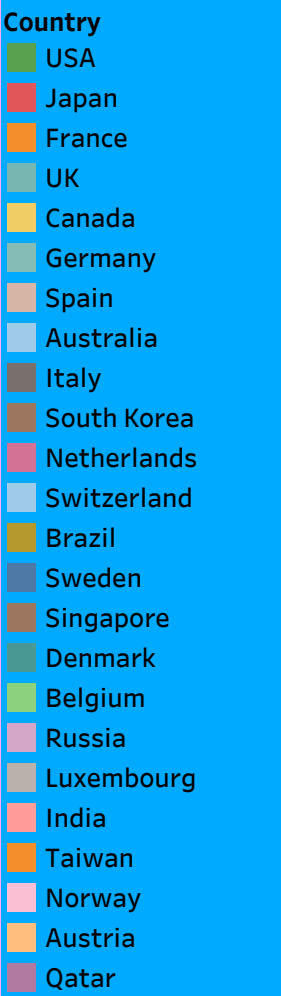 Country
USA
Japan
France
UK
Canada
Germany
Spain
Australia
Italy
South Korea
Netherlands
Switzerland
Brazil
Sweden
Singapore
Denmark
Belgium
Russia
Luxembourg
India
Taiwan
Norway
Austria
Qatar